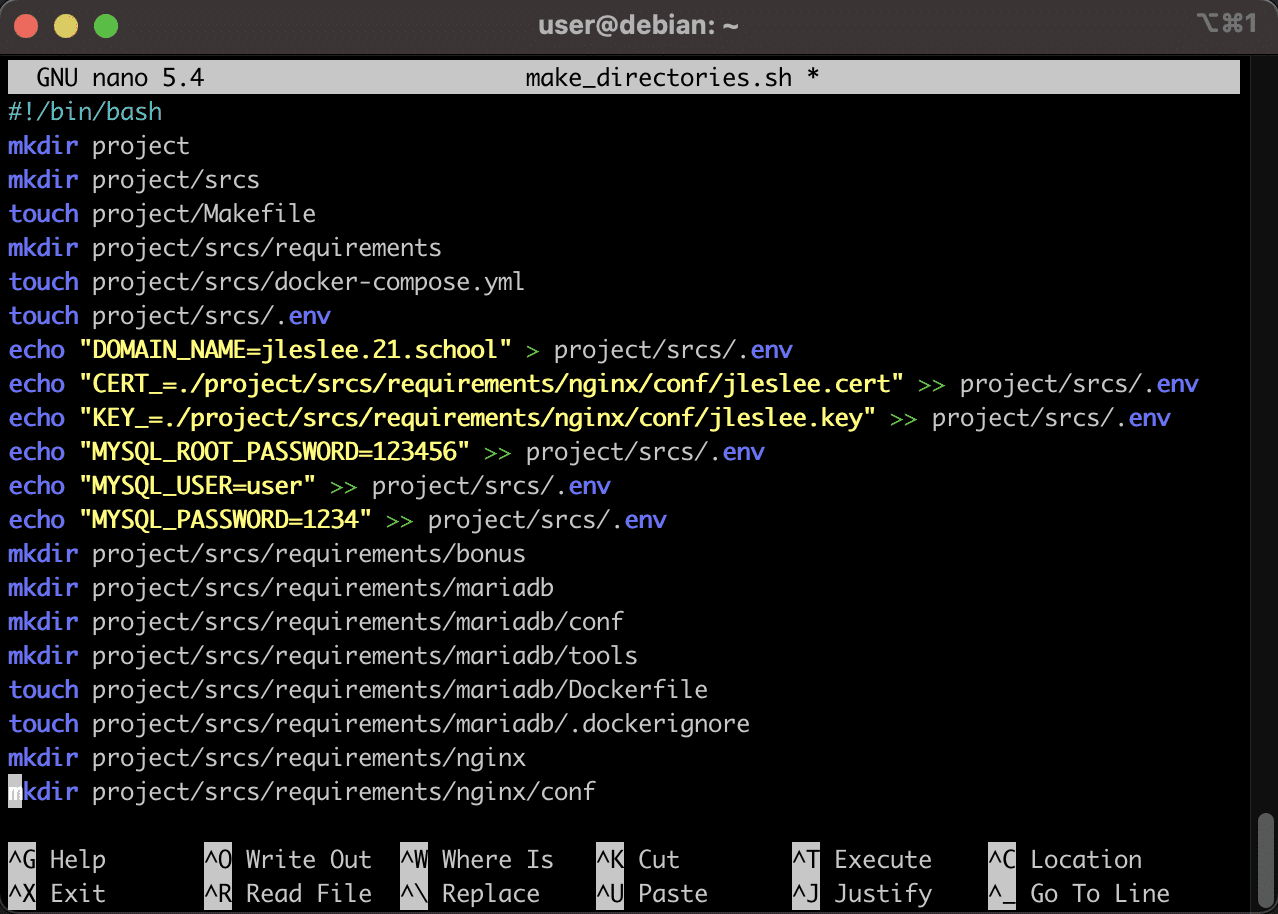 user@debian: ~ ⌥⌘1
GNU nano 5.4 make_directories.sh *
#!/bin/bash
mkdir project
mkdir project/srcs
touch project/Makefile
mkdir project/srcs/requirements
touch project/srcs/docker-compose.yml
touch project/srcs/.env
echo "DOMAIN_NAME=jleslee.21.school" > project/srcs/.env
echo "CERT_=./project/srcs/requirements/nginx/conf/jleslee.cert" >> project/srcs/.env
echo "KEY_=./project/srcs/requirements/nginx/conf/jleslee.key" >> project/srcs/.env
echo "MYSQL_ROOT_PASSWORD=123456" >> project/srcs/.env
echo "MYSQL_USER=user" >> project/srcs/.env
echo "MYSQL_PASSWORD=1234" >> project/srcs/.env
mkdir project/srcs/requirements/bonus
mkdir project/srcs/requirements/mariadb
mkdir project/srcs/requirements/mariadb/conf
mkdir project/srcs/requirements/mariadb/tools
touch project/srcs/requirements/mariadb/Dockerfile
touch project/srcs/requirements/mariadb/.dockerignore
mkdir project/srcs/requirements/nginx
mkdir project/srcs/requirements/nginx/conf
^G Help ^O Write Out ^W Where Is ^K Cut ^T Execute ^C Location
^X Exit ^R Read File ^\ Replace ^U Paste ^J Justify ^_ Go To Line